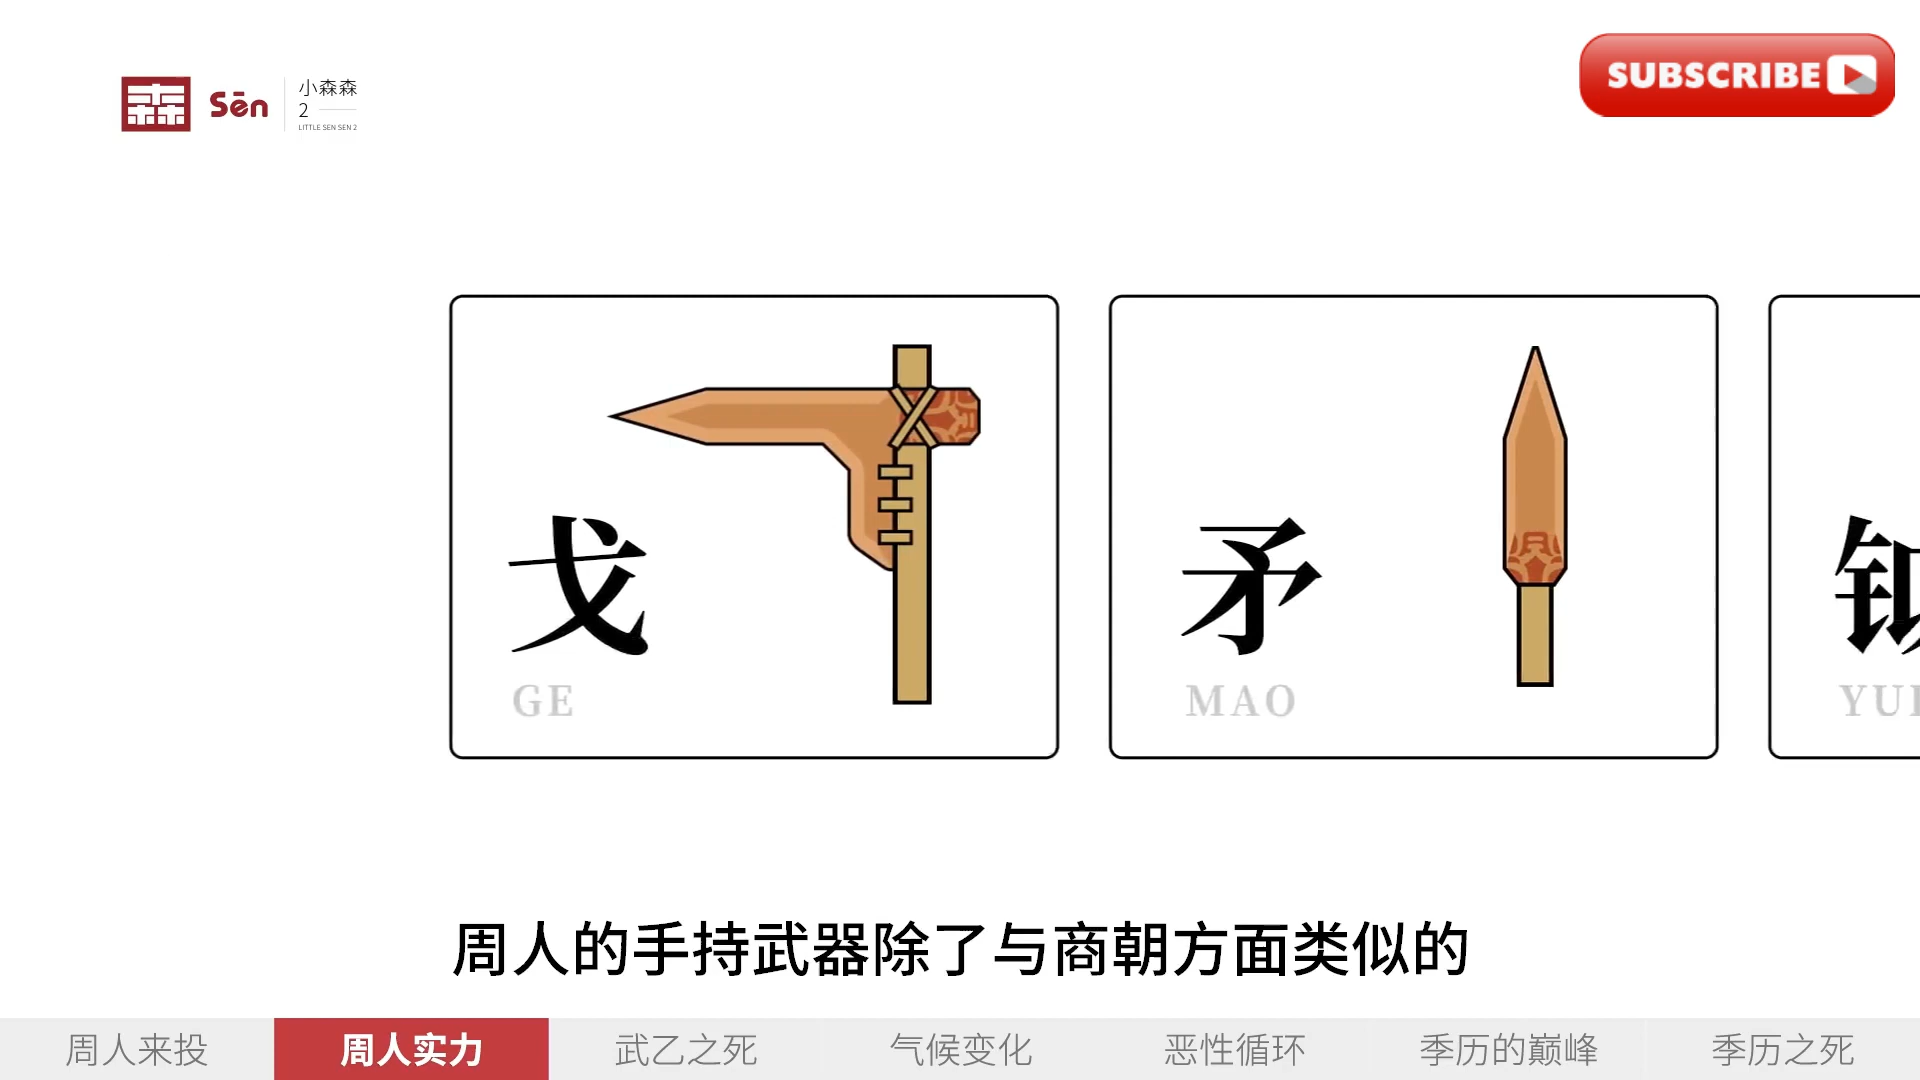 森 Sēn
小森森
2
LITTLE SEN SEN 2
SUBSCRIBE
戈
GE
矛
MAO
钺
YU
周人的手持武器除了与商朝方面类似的
周人来投 周人实力 武乙之死 气候变化 恶性循环 季历的巅峰 季历之死